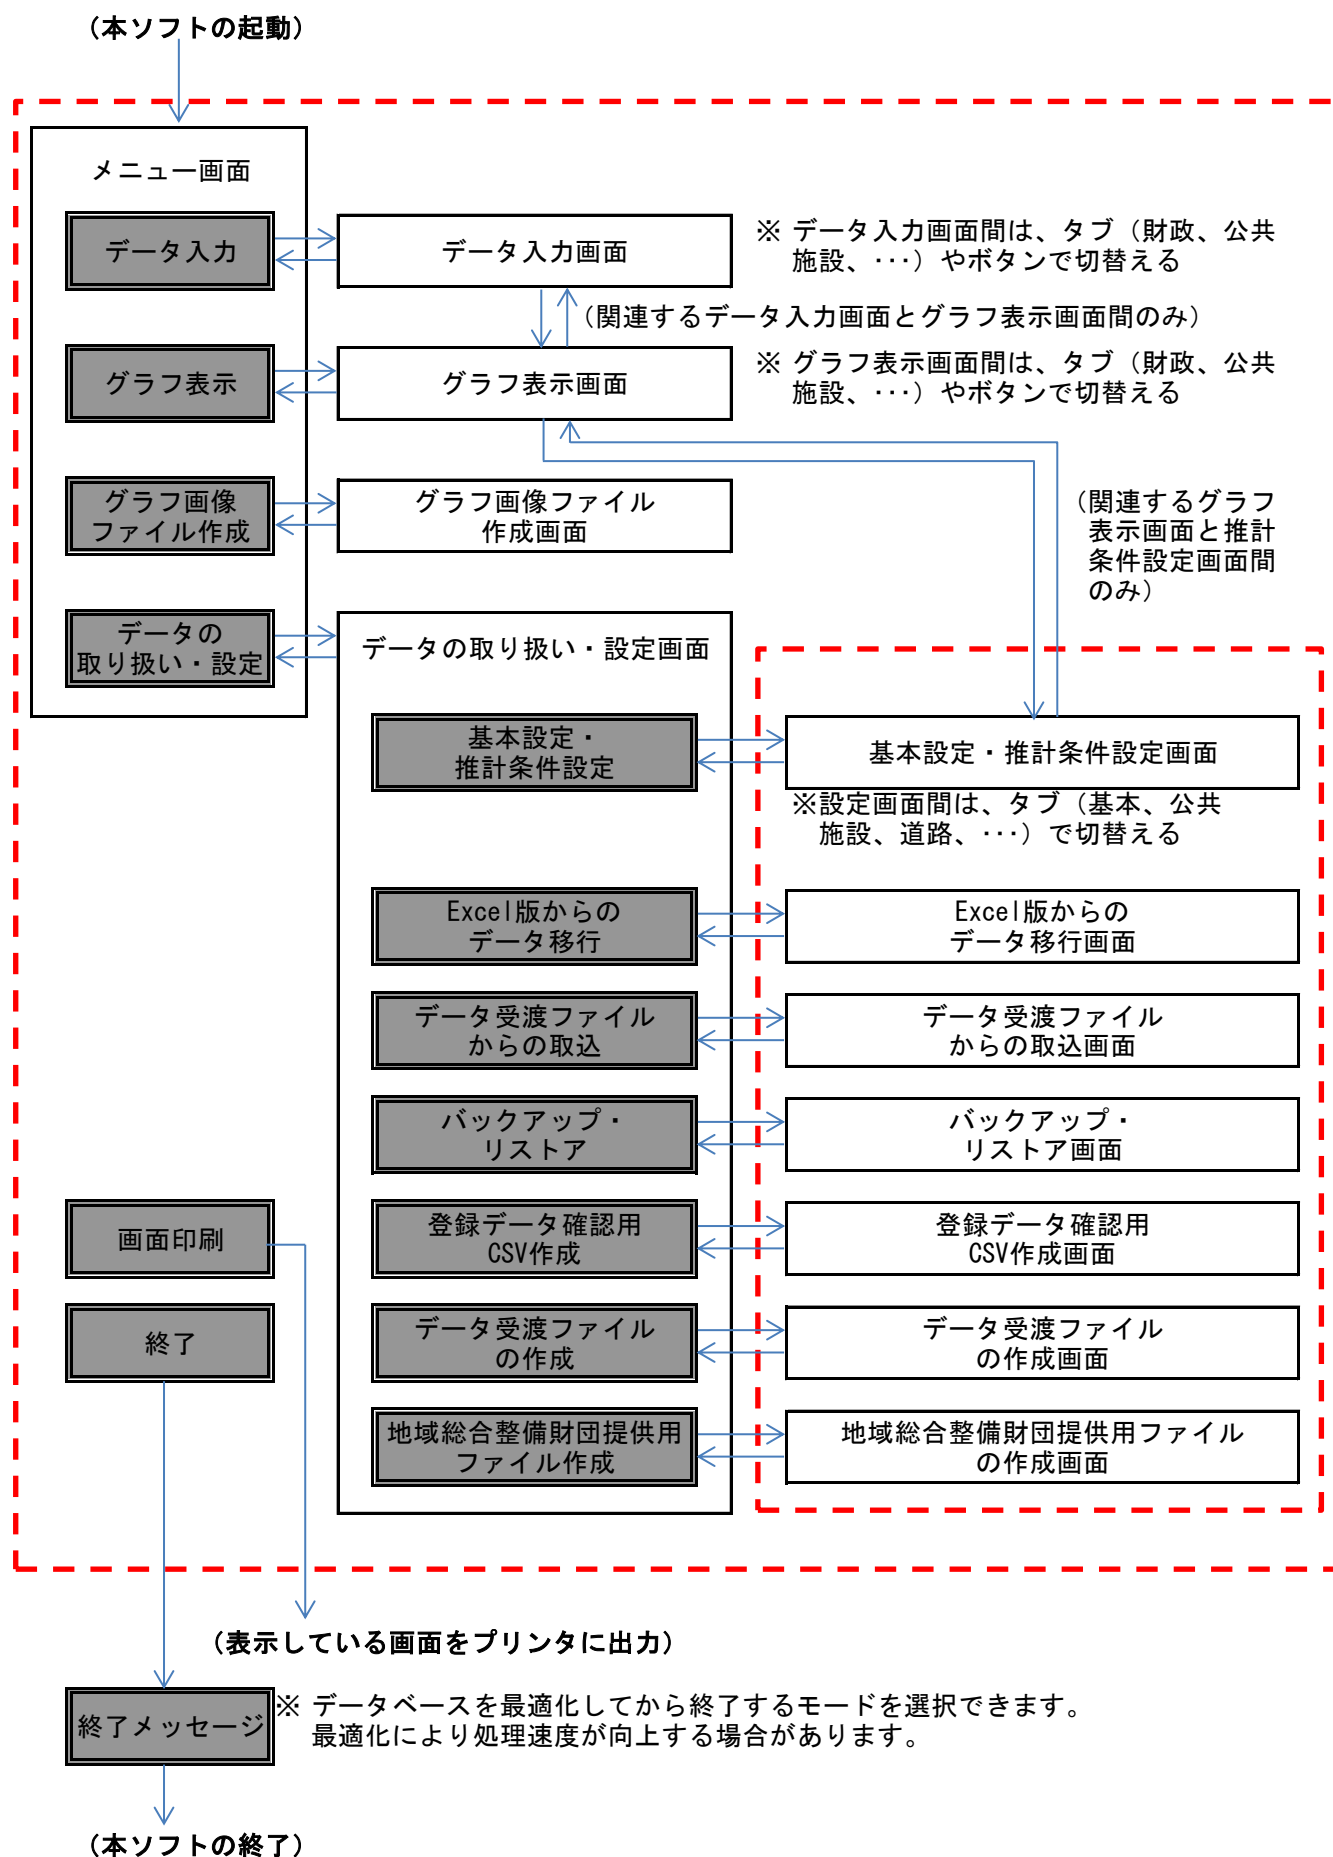 （本ソフトの起動）
メニュー画面
データ入力
データ入力画面
※ データ入力画面間は、タブ（財政、公共
施設、･･･）やボタンで切替える
（関連するデータ入力画面とグラフ表示画面間のみ）
グラフ表示
グラフ表示画面
※ グラフ表示画面間は、タブ（財政、公共
施設、･･･）やボタンで切替える
グラフ画像
ファイル作成
グラフ画像ファイル
作成画面
（関連するグラフ
表示画面と推計
条件設定画面間
のみ）
データの
取り扱い・設定
データの取り扱い・設定画面
基本設定・
推計条件設定
基本設定・推計条件設定画面
※設定画面間は、タブ（基本、公共
施設、道路、･･･）で切替える
Excel版からの
データ移行
Excel版からの
データ移行画面
データ受渡ファイル
からの取込
データ受渡ファイル
からの取込画面
バックアップ・
リストア
バックアップ・
リストア画面
画面印刷
登録データ確認用
CSV作成
登録データ確認用
CSV作成画面
終了
データ受渡ファイル
の作成
データ受渡ファイル
の作成画面
地域総合整備財団提供用
ファイル作成
地域総合整備財団提供用ファイル
の作成画面
（表示している画面をプリンタに出力）
終了メッセージ
※ データベースを最適化してから終了するモードを選択できます。
最適化により処理速度が向上する場合があります。
（本ソフトの終了）